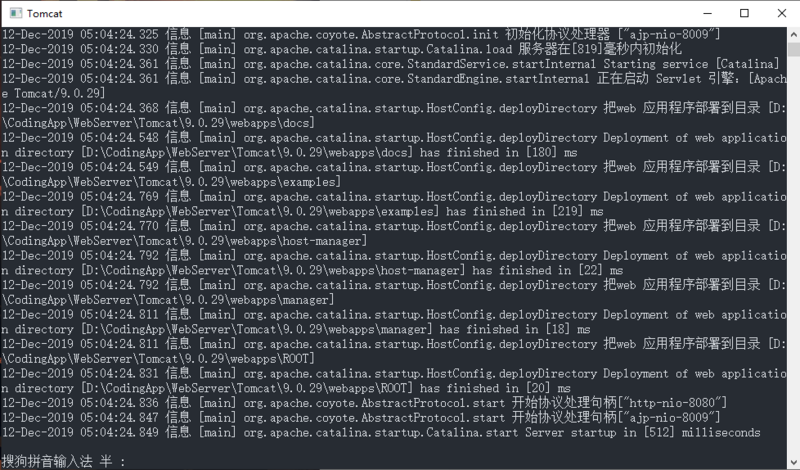 Tomcat
12-Dec-2019 05:04:24.325 信息 [main] org.apache.coyote.AbstractProtocol.init 初始化协议处理器 ["ajp-nio-8009"]
12-Dec-2019 05:04:24.330 信息 [main] org.apache.catalina.startup.Catalina.load 服务器在[819]毫秒内初始化
12-Dec-2019 05:04:24.361 信息 [main] org.apache.catalina.core.StandardService.startInternal Starting service [Catalina]
12-Dec-2019 05:04:24.361 信息 [main] org.apache.catalina.core.StandardEngine.startInternal 正在启动 Servlet 引擎：[Apach
e Tomcat/9.0.29]
12-Dec-2019 05:04:24.368 信息 [main] org.apache.catalina.startup.HostConfig.deployDirectory 把web 应用程序部署到目录 [D:
\CodingApp\WebServer\Tomcat\9.0.29\webapps\docs]
12-Dec-2019 05:04:24.548 信息 [main] org.apache.catalina.startup.HostConfig.deployDirectory Deployment of web applicatio
n directory [D:\CodingApp\WebServer\Tomcat\9.0.29\webapps\docs] has finished in [180] ms
12-Dec-2019 05:04:24.549 信息 [main] org.apache.catalina.startup.HostConfig.deployDirectory 把web 应用程序部署到目录 [D:
\CodingApp\WebServer\Tomcat\9.0.29\webapps\examples]
12-Dec-2019 05:04:24.769 信息 [main] org.apache.catalina.startup.HostConfig.deployDirectory Deployment of web applicatio
n directory [D:\CodingApp\WebServer\Tomcat\9.0.29\webapps\examples] has finished in [219] ms
12-Dec-2019 05:04:24.770 信息 [main] org.apache.catalina.startup.HostConfig.deployDirectory 把web 应用程序部署到目录 [D:
\CodingApp\WebServer\Tomcat\9.0.29\webapps\host-manager]
12-Dec-2019 05:04:24.792 信息 [main] org.apache.catalina.startup.HostConfig.deployDirectory Deployment of web applicatio
n directory [D:\CodingApp\WebServer\Tomcat\9.0.29\webapps\host-manager] has finished in [22] ms
12-Dec-2019 05:04:24.792 信息 [main] org.apache.catalina.startup.HostConfig.deployDirectory 把web 应用程序部署到目录 [D:
\CodingApp\WebServer\Tomcat\9.0.29\webapps\manager]
12-Dec-2019 05:04:24.811 信息 [main] org.apache.catalina.startup.HostConfig.deployDirectory Deployment of web applicatio
n directory [D:\CodingApp\WebServer\Tomcat\9.0.29\webapps\manager] has finished in [18] ms
12-Dec-2019 05:04:24.811 信息 [main] org.apache.catalina.startup.HostConfig.deployDirectory 把web 应用程序部署到目录 [D:
\CodingApp\WebServer\Tomcat\9.0.29\webapps\ROOT]
12-Dec-2019 05:04:24.831 信息 [main] org.apache.catalina.startup.HostConfig.deployDirectory Deployment of web applicatio
n directory [D:\CodingApp\WebServer\Tomcat\9.0.29\webapps\ROOT] has finished in [20] ms
12-Dec-2019 05:04:24.836 信息 [main] org.apache.coyote.AbstractProtocol.start 开始协议处理句柄["http-nio-8080"]
12-Dec-2019 05:04:24.847 信息 [main] org.apache.coyote.AbstractProtocol.start 开始协议处理句柄["ajp-nio-8009"]
12-Dec-2019 05:04:24.849 信息 [main] org.apache.catalina.startup.Catalina.start Server startup in [512] milliseconds
搜狗拼音输入法 半 :